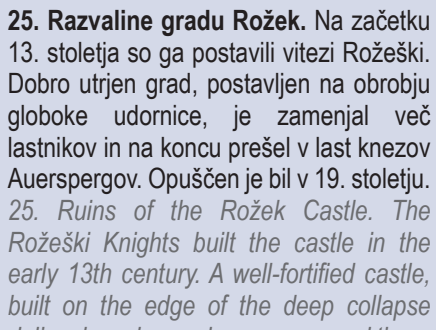 25. Razvaline gradu Rožek. Na začetku
13. stoletja so ga postavili vitezi Rožeški.
Dobro utrjen grad, postavljen na obrobju
globoke udornice, je zamenjal več
lastnikov in na koncu prešel v last knezov
Auerspergov. Opuščen je bil v 19. stoletju.
25. Ruins of the Rožek Castle. The
Rožeški Knights built the castle in the
early 13th century. A well-fortified castle,
built on the edge of the deep collapse